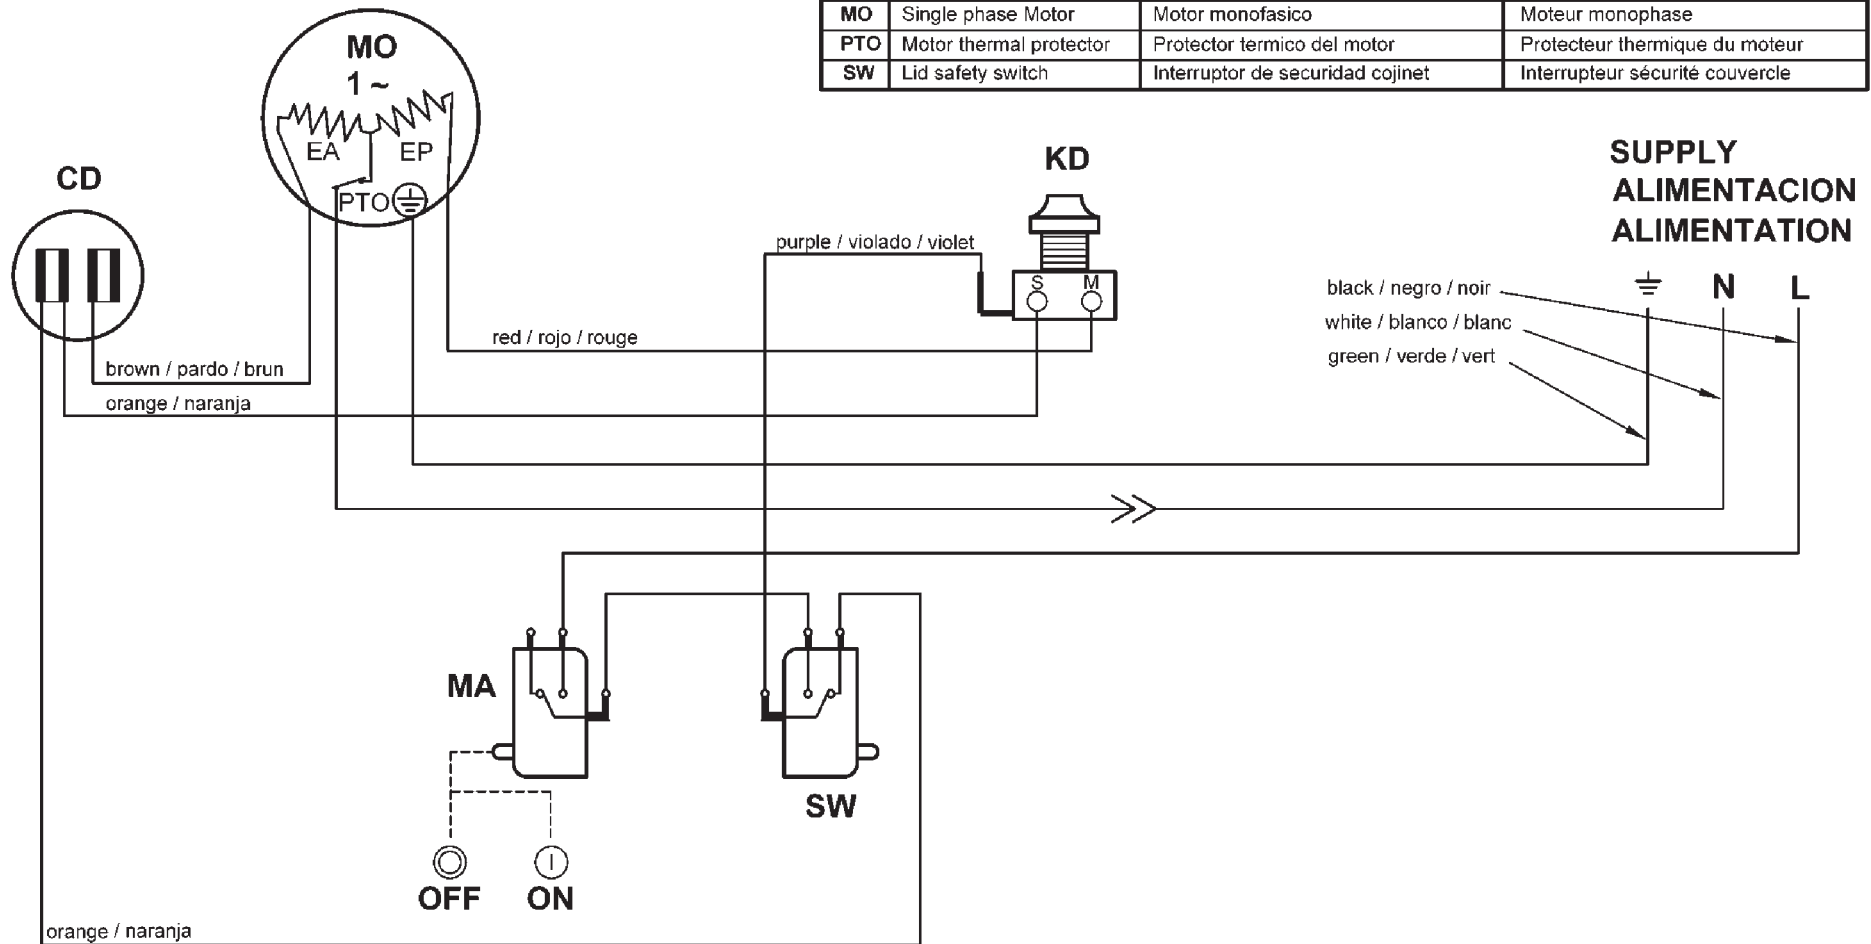 MO Single phase Motor Motor monofasico Moteur monophase
PTO Motor thermal protector Protector termico del motor Protecteur thermique du moteur
SW Lid safety switch Interruptor de securidad cojinet Interrupteur sécurité couvercle
MO
1 ~
EA EP
PTO
CD
KD
S M
SUPPLY
ALIMENTACION
ALIMENTATION
N L
purple / violado / violet
black / negro / noir
white / blanco / blanc
green / verde / vert
red / rojo / rouge
brown / pardo / brun
orange / naranja
MA
SW
OFF ON
orange / naranja